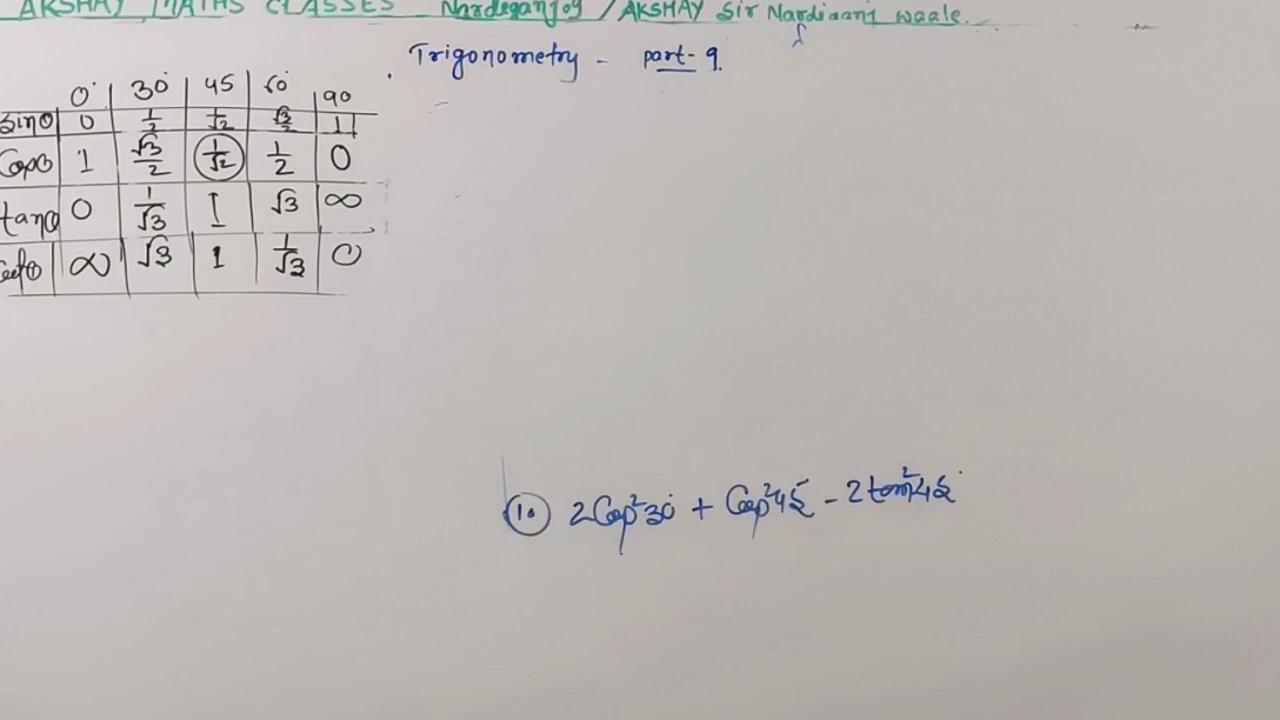 AKSHAY MATHS CLASSES Nardeganjog / AKSHAY Sir Nardiganj waale.
Trigonometry - part- 9.
0° 30° 45 60° 90
Sinθ 0 1/2 1/√2 √3/2 1
Cosθ 1 √3/2 1/√2 1/2 0
tanθ 0 1/√3 1 √3 ∞
Cotθ ∞ √3 1 1/√3 0
10 2Cos²30° + Cos²45° - 2tan²45°